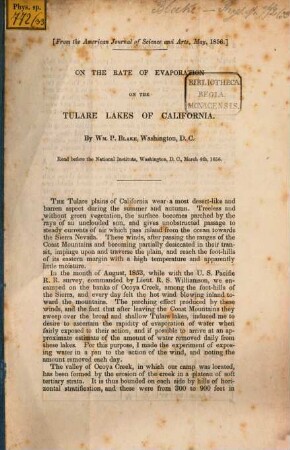 Phys. sp.
772/03
[From the American Journal of Science and Arts, May, 1856.]
ON THE RATE OF EVAPORATION
ON THE
TULARE LAKES OF CALIFORNIA.
BIBLIOTHECA
REGIA
MONACENSIS.
By WM. P. BLAKE, Washington, D. C.
Read before the National Institute, Washington, D. C., March 4th, 1856.
THE Tulare plains of California wear a most desert-like and
barren aspect during the summer and autumn. Treeless and
without green vegetation, the surface becomes parched by the
rays of an unclouded sun, and gives unobstructed passage to
steady currents of air which pass inland from the ocean towards the
Sierra Nevada. These winds, after passing the ranges of the
Coast Mountains and becoming partially desiccated in their tran-
sit, impinge upon and traverse the plain, and reach the foot-hills
of its eastern margin with a high temperature and apparently
little moisture.
In the month of August, 1853, while with the U. S. Pacific
R. R. survey, commanded by Lieut. R. S. Williamson, we en-
camped on the banks of Ocoya Creek, among the foot-hills of
the Sierra, and every day felt the hot wind blowing inland to-
ward the mountains. The parching effect produced by these
winds, and the fact that after leaving the Coast Mountains they
sweep over the broad and shallow Tulare lakes, induced me to
desire to ascertain the rapidity of evaporation of water when
fairly exposed to their action, and if possible to arrive at an ap-
proximate estimate of the amount of water removed daily from
these lakes. For this purpose, I made the experiment of expos-
ing water in a pan to the action of the wind, and noting the
amount removed each day.
The valley of Ocoya Creek, in which our camp was located,
has been formed by the erosion of the creek in a plateau of soft
tertiary strata. It is thus bounded on each side by hills of hori-
zontal stratification, and these were from 300 to 900 feet in